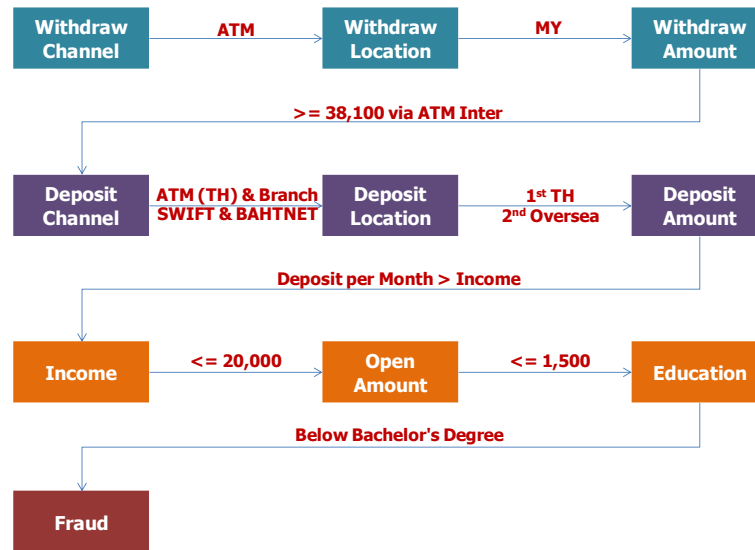 Withdraw
Channel
ATM
Withdraw
Location
MY
Withdraw
Amount
>= 38,100 via ATM Inter
Deposit
Channel
ATM (TH) & Branch
SWIFT & BAHTNET
Deposit
Location
1st TH
2nd Oversea
Deposit
Amount
Deposit per Month > Income
Income
<= 20,000
Open
Amount
<= 1,500
Education
Below Bachelor's Degree
Fraud